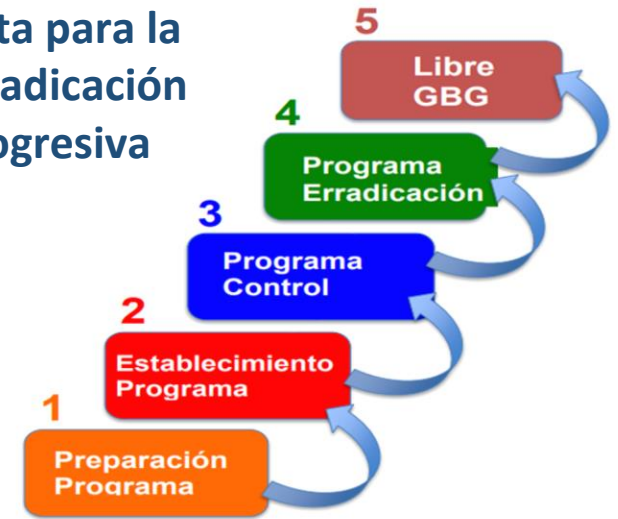 ta para la
radicación
ogresiva
5
Libre
GBG
4
Programa
Erradicación
3
Programa
Control
2
Establecimiento
Programa
1
Preparación
Programa